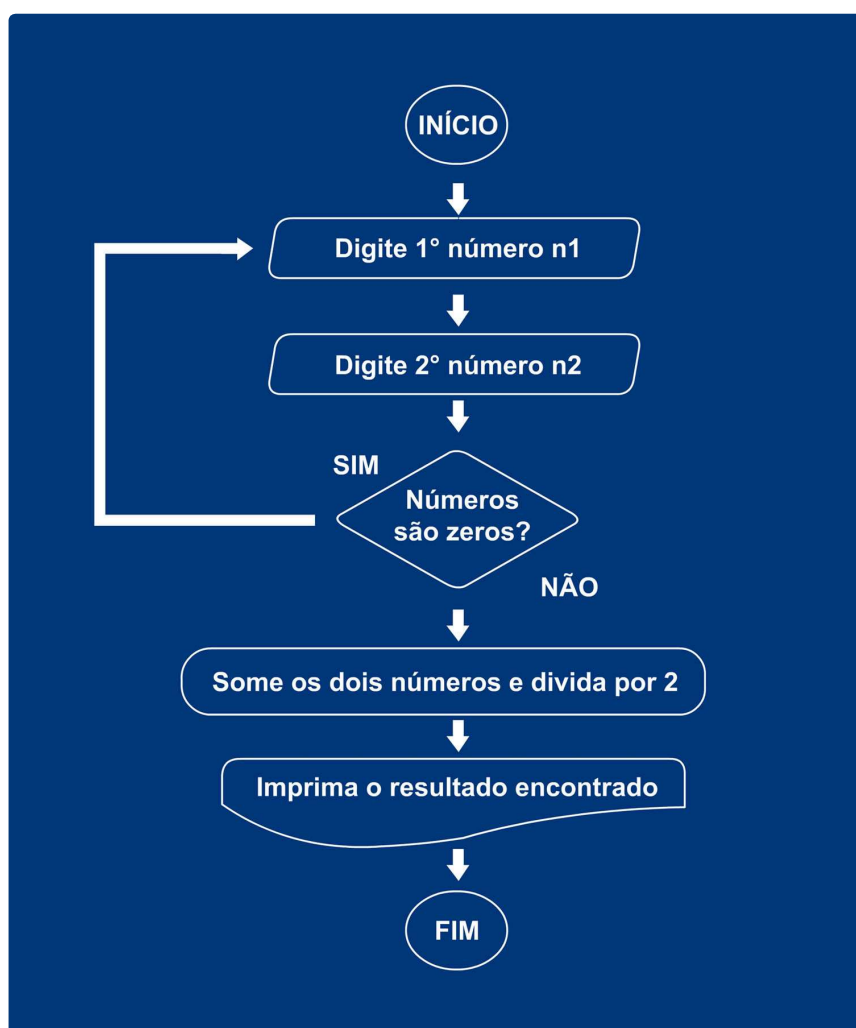 INÍCIO
Digite 1° número n1
Digite 2° número n2
SIM
Números
são zeros?
NÃO
Some os dois números e divida por 2
Imprima o resultado encontrado
FIM